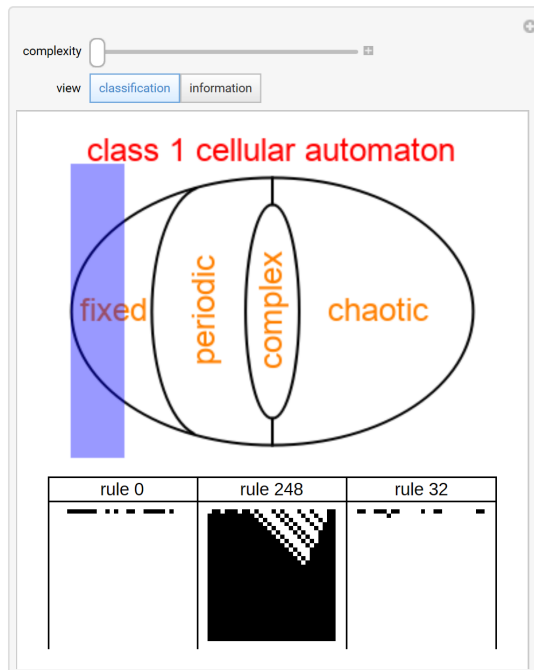 complexity
view classification information
class 1 cellular automaton
fixed periodic complex chaotic
rule 0 rule 248 rule 32